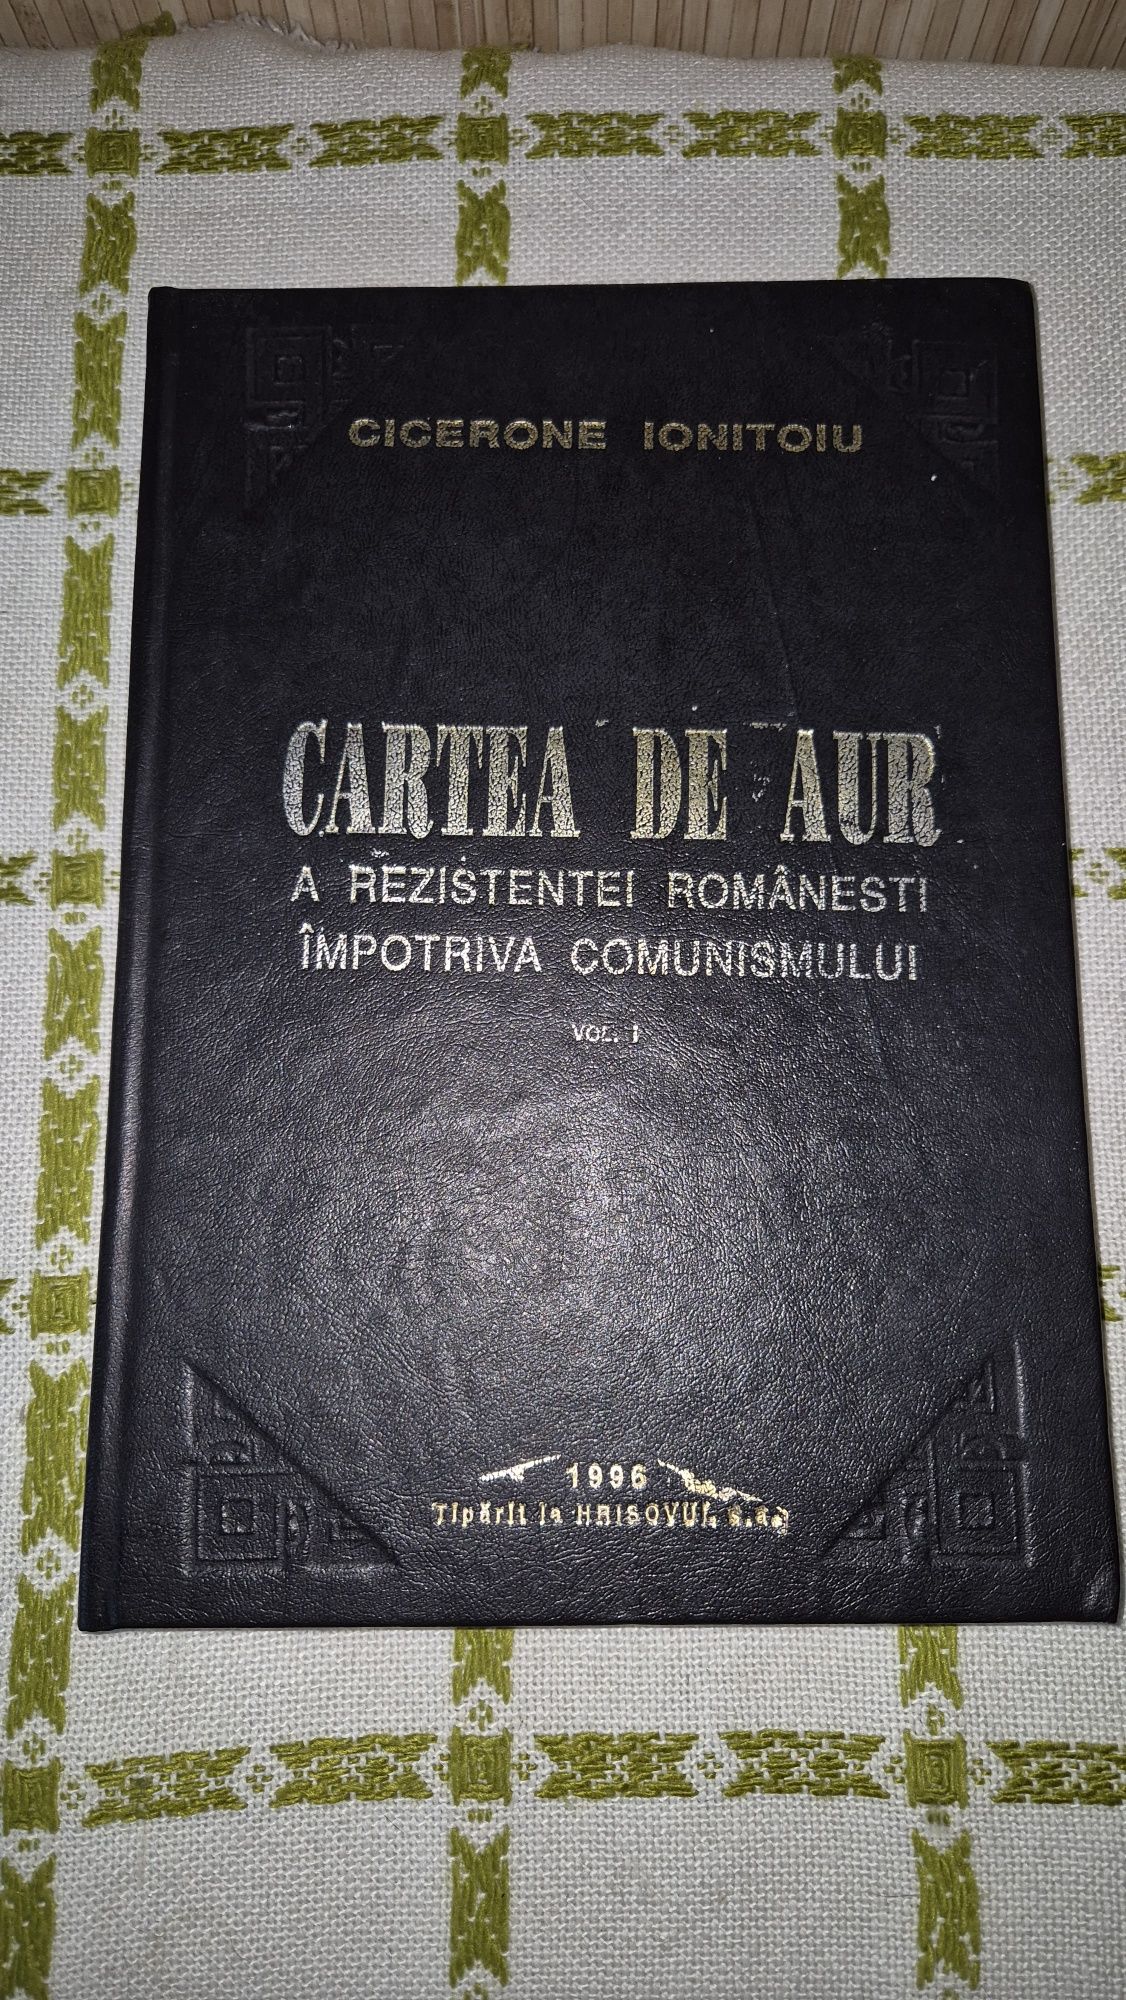 CICERONE IONITOIU
CARTEA DE AUR
A REZISTENTEI ROMÂNESTI
ÎMPOTRIVA COMUNISMULUI
VOL. I
1996
Tipărit la HRISOVUL s.a.